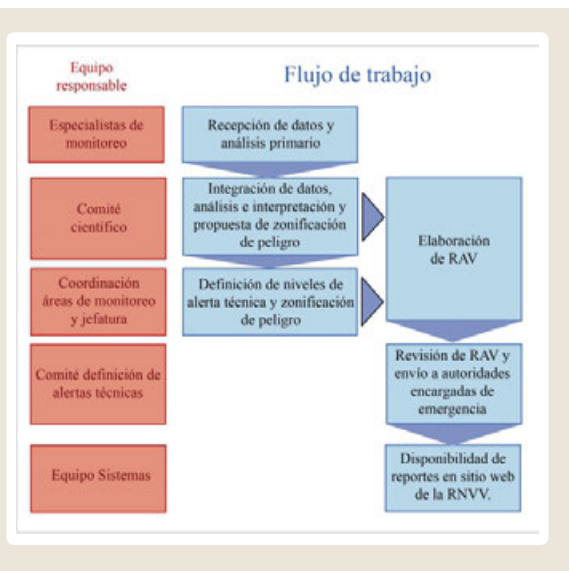 Equipo
responsable
Flujo de trabajo
Especialistas de
monitoreo
Recepción de datos y
análisis primario
Comité
científico
Integración de datos,
análisis e interpretación y
propuesta de zonificación
de peligro
Elaboración
de RAV
Coordinación
áreas de monitoreo
y jefatura
Definición de niveles de
alerta técnica y zonificación
de peligro
Comité definición de
alertas técnicas
Revisión de RAV y
envío a autoridades
encargadas de
emergencia
Equipo Sistemas
Disponibilidad de
reportes en sitio web
de la RNVV.